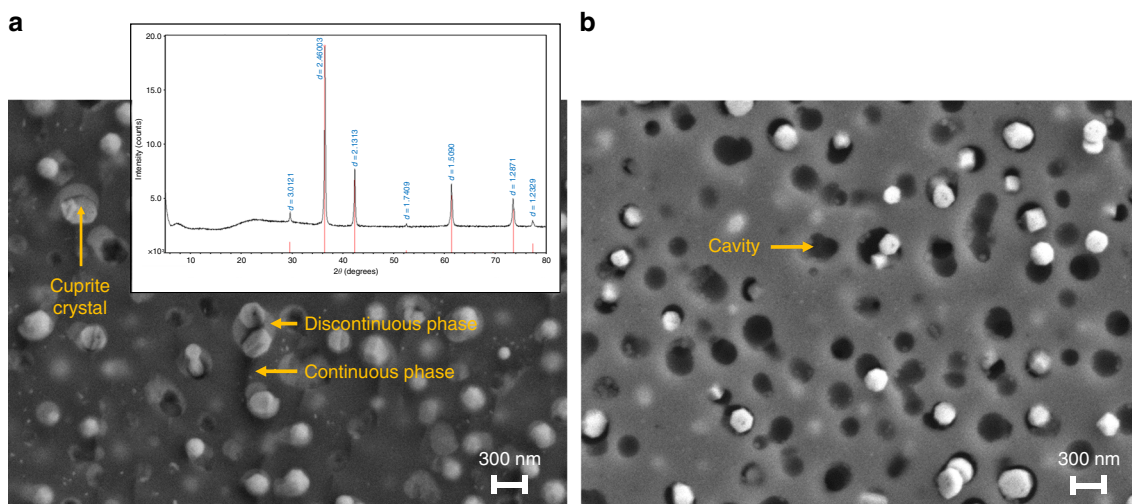 a
20.0
15.0
10.0
5.0
×10³
Intensity (counts)
d = 3.0121
d = 2.46003
d = 2.1313
d = 1.7409
d = 1.5090
d = 1.2871
d = 1.2329
10 20 30 40 50 60 70 80
2θ (degrees)
Cuprite
crystal
Discontinuous phase
Continuous phase
300 nm
b
Cavity
300 nm